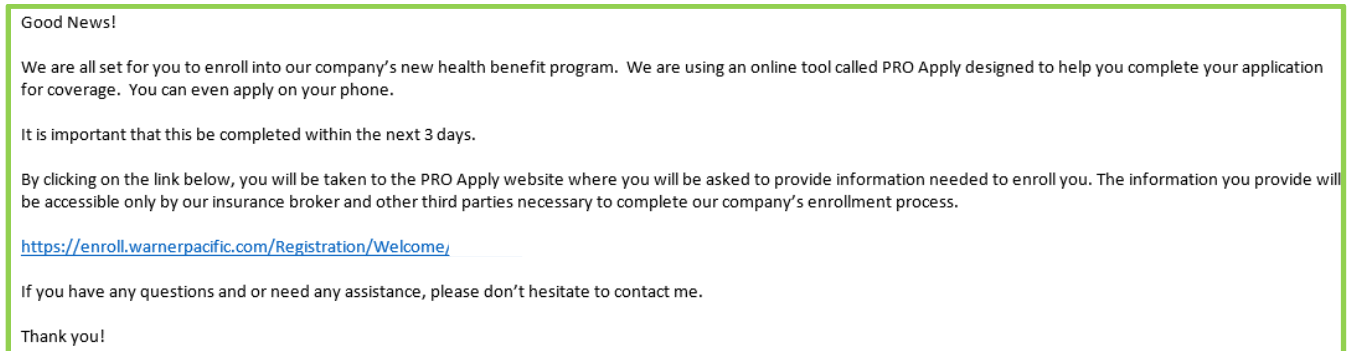 Good News!
We are all set for you to enroll into our company’s new health benefit program.  We are using an online tool called PRO Apply designed to help you complete your application
for coverage.  You can even apply on your phone.
It is important that this be completed within the next 3 days.
By clicking on the link below, you will be taken to the PRO Apply website where you will be asked to provide information needed to enroll you. The information you provide will
be accessible only by our insurance broker and other third parties necessary to complete our company’s enrollment process.
https://enroll.warnerpacific.com/Registration/Welcome/
If you have any questions and or need any assistance, please don’t hesitate to contact me.
Thank you!